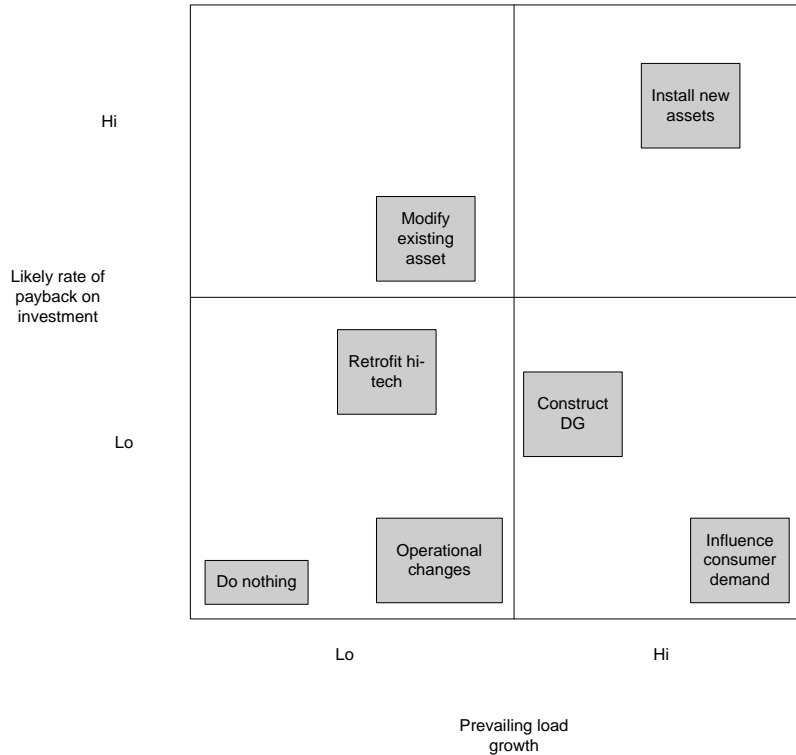 Install new
assets
Hi
Modify
existing
asset
Likely rate of
payback on
investment
Retrofit hi-
tech
Construct
DG
Lo
Operational
changes
Influence
consumer
demand
Do nothing
Lo
Hi
Prevailing load
growth